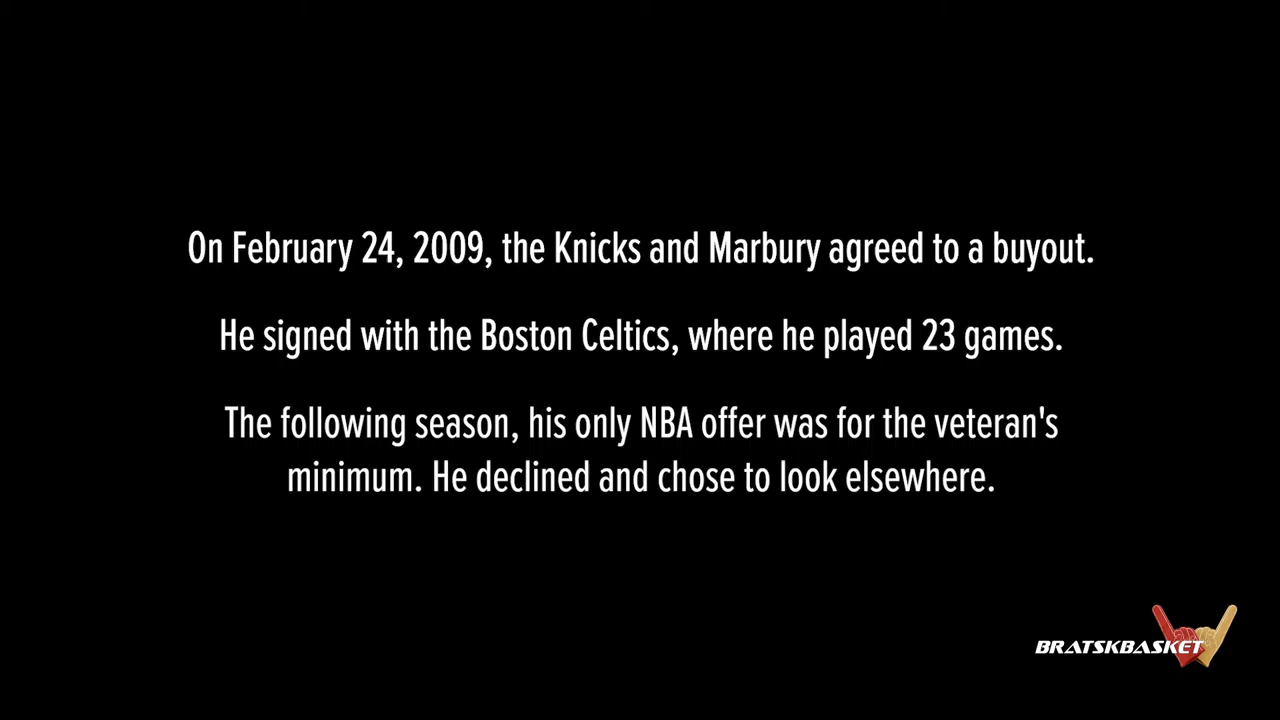 On February 24, 2009, the Knicks and Marbury agreed to a buyout.
He signed with the Boston Celtics, where he played 23 games.
The following season, his only NBA offer was for the veteran's
minimum. He declined and chose to look elsewhere.
BRATSKBASKET